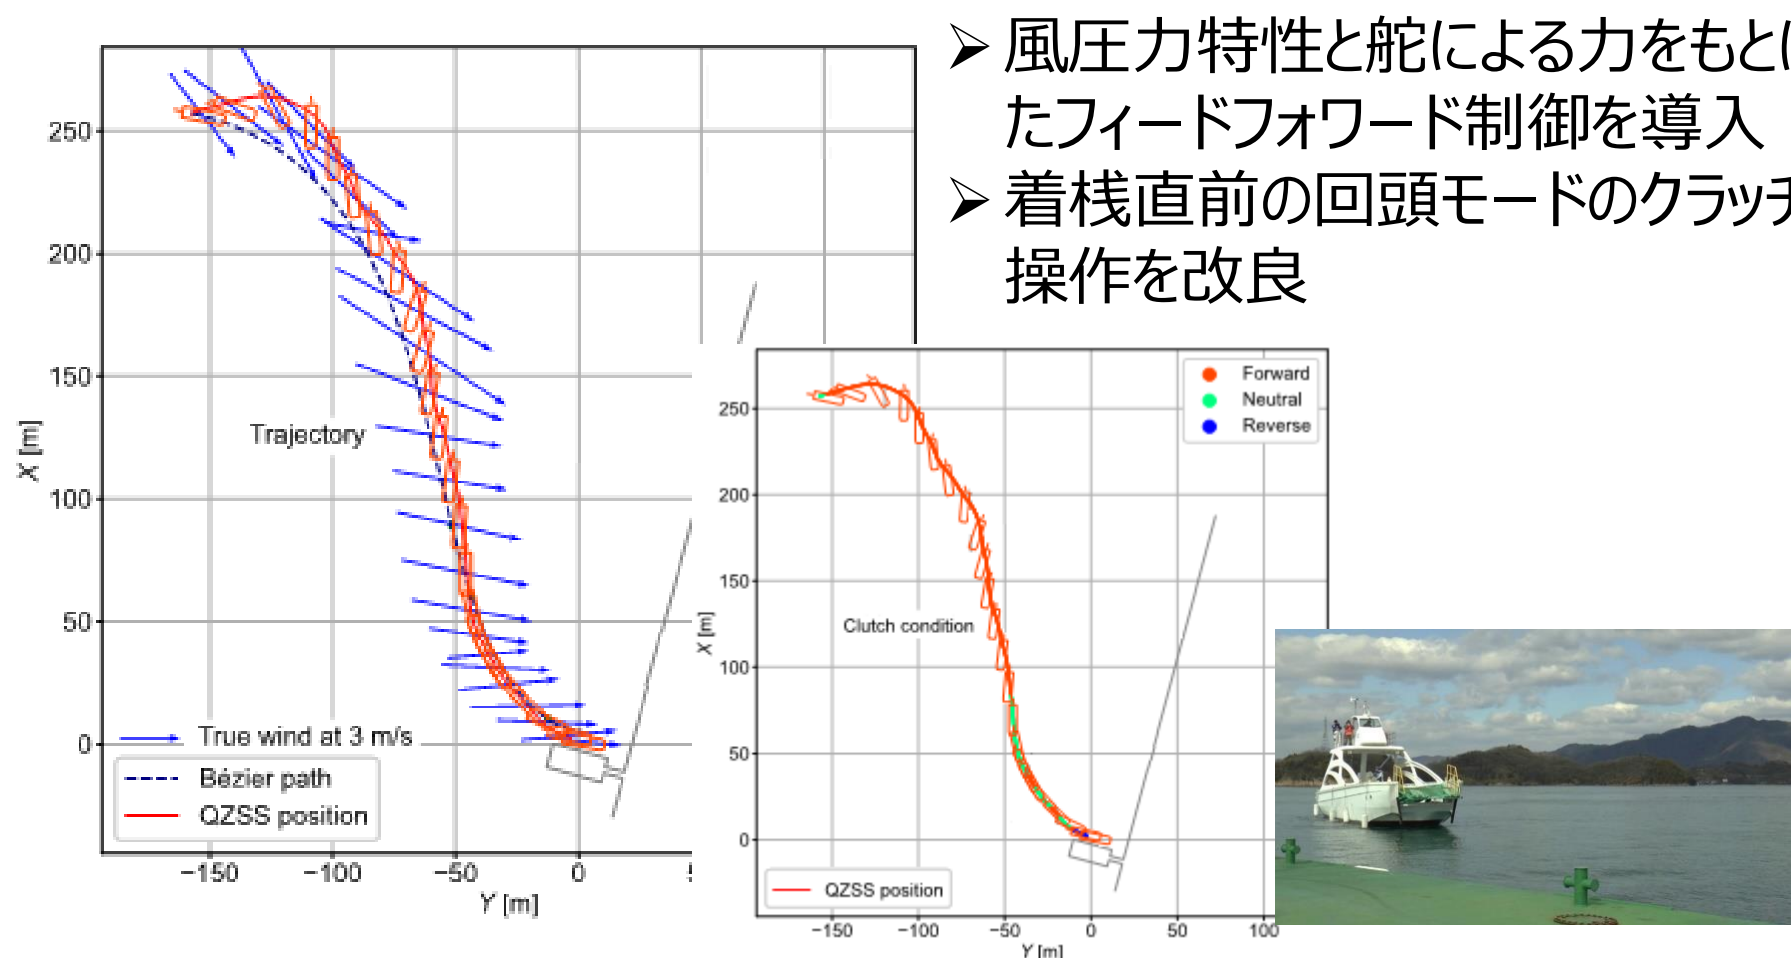 ➢ 風圧力特性と舵による力をもとに
たフィードフォワード制御を導入
➢ 着桟直前の回頭モードのクラッチ
操作を改良
250
200
150
100
50
0
X [m]
Trajectory
True wind at 3 m/s
Bézier path
QZSS position
−150
−100
−50
0
Y [m]
Forward
Neutral
Reverse
250
200
150
100
50
0
X [m]
Clutch condition
QZSS position
−150
−100
−50
0
50
100
Y [m]